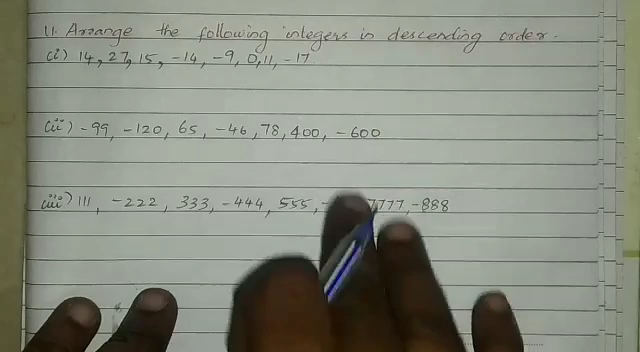 11. Arrange the following integers in descending order.
(i) 14, 27, 15, -14, -9, 0, 11, -17
(ii) -99, -120, 65, -46, 78, 400, -600
(iii) 111, -222, 333, -444, 555, - 7777, -888